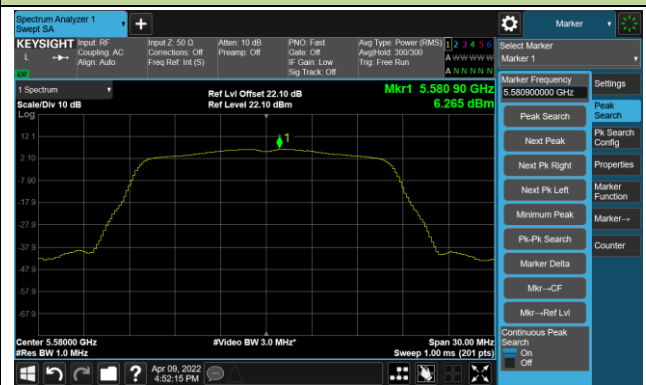 Spectrum Analyzer 1
Swept SA
Marker
KEYSIGHT
L
Input: RF
Coupling: AC
Align: Auto
Input Z: 50 Ω
Corrections: Off
Freq Ref: Int (S)
Atten: 10 dB
Preamp: Off
PNO: Fast
Gate: Off
IF Gain: Low
Sig Track: Off
Avg Type: Power (RMS)
Avg|Hold: 300/300
Trig: Free Run
1 2 3 4 5 6
A W W W W W
A N N N N N
Select Marker
Marker 1
1 Spectrum
Scale/Div 10 dB
Log
Ref Lvl Offset 22.10 dB
Ref Level 22.10 dBm
Mkr1 5.580 90 GHz
6.265 dBm
1
12.1
2.10
-7.90
-17.9
-27.9
-37.9
-47.9
-57.9
-67.9
Center 5.58000 GHz
#Res BW 1.0 MHz
#Video BW 3.0 MHz*
Span 30.00 MHz
Sweep 1.00 ms (201 pts)
Marker Frequency
5.580900000 GHz
Peak Search
Next Peak
Next Pk Right
Next Pk Left
Minimum Peak
Pk-Pk Search
Marker Delta
Mkr→CF
Mkr→Ref Lvl
Continuous Peak
Search
On
Off
Settings
Peak
Search
Pk Search
Config
Properties
Marker
Function
Marker→
Counter
Apr 09, 2022
4:52:15 PM